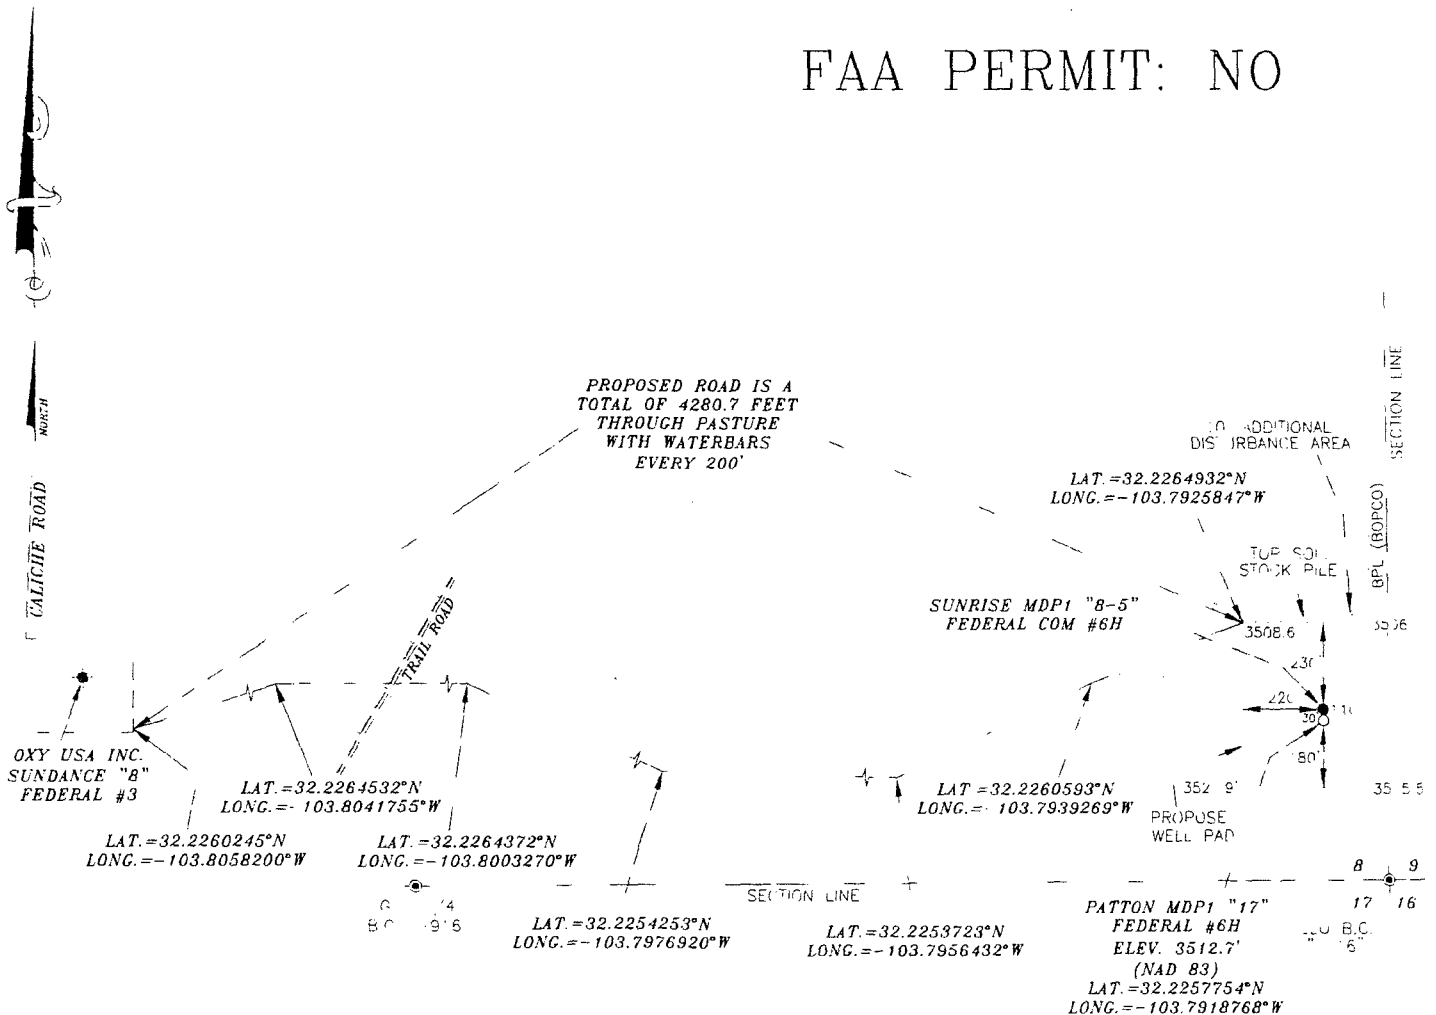 FAA PERMIT: NO
NORTH
CALICHE ROAD
PROPOSED ROAD IS A
TOTAL OF 4280.7 FEET
THROUGH PASTURE
WITH WATERBARS
EVERY 200'
SECTION LINE
BPL (BOPCO)
ADDITIONAL
AREA
LAT.=32.2264932°N
LONG.=-103.7925847°W
STOCK PILE
SUNRISE MDP1 "8-5"
FEDERAL COM #6H
3508.6
TRAIL ROAD
30
OXY USA INC.
SUNDANCE "8"
FEDERAL #3
LAT.=32.2264532°N
LONG.=-103.8041755°W
LAT.=32.2260593°N
LONG.=-103.7939269°W
PROPOSE
WELL PAD
LAT.=32.2260245°N
LONG.=-103.8058200°W
LAT.=32.2264372°N
LONG.=-103.8003270°W
SECTION LINE
8 9
17 16
LAT.=32.2254253°N
LONG.=-103.7976920°W
LAT.=32.2253723°N
LONG.=-103.7956432°W
PATTON MDP1 "17"
FEDERAL #6H
ELEV. 3512.7'
(NAD 83)
LAT.=32.2257754°N
LONG.=-103.7918768°W
B.C.